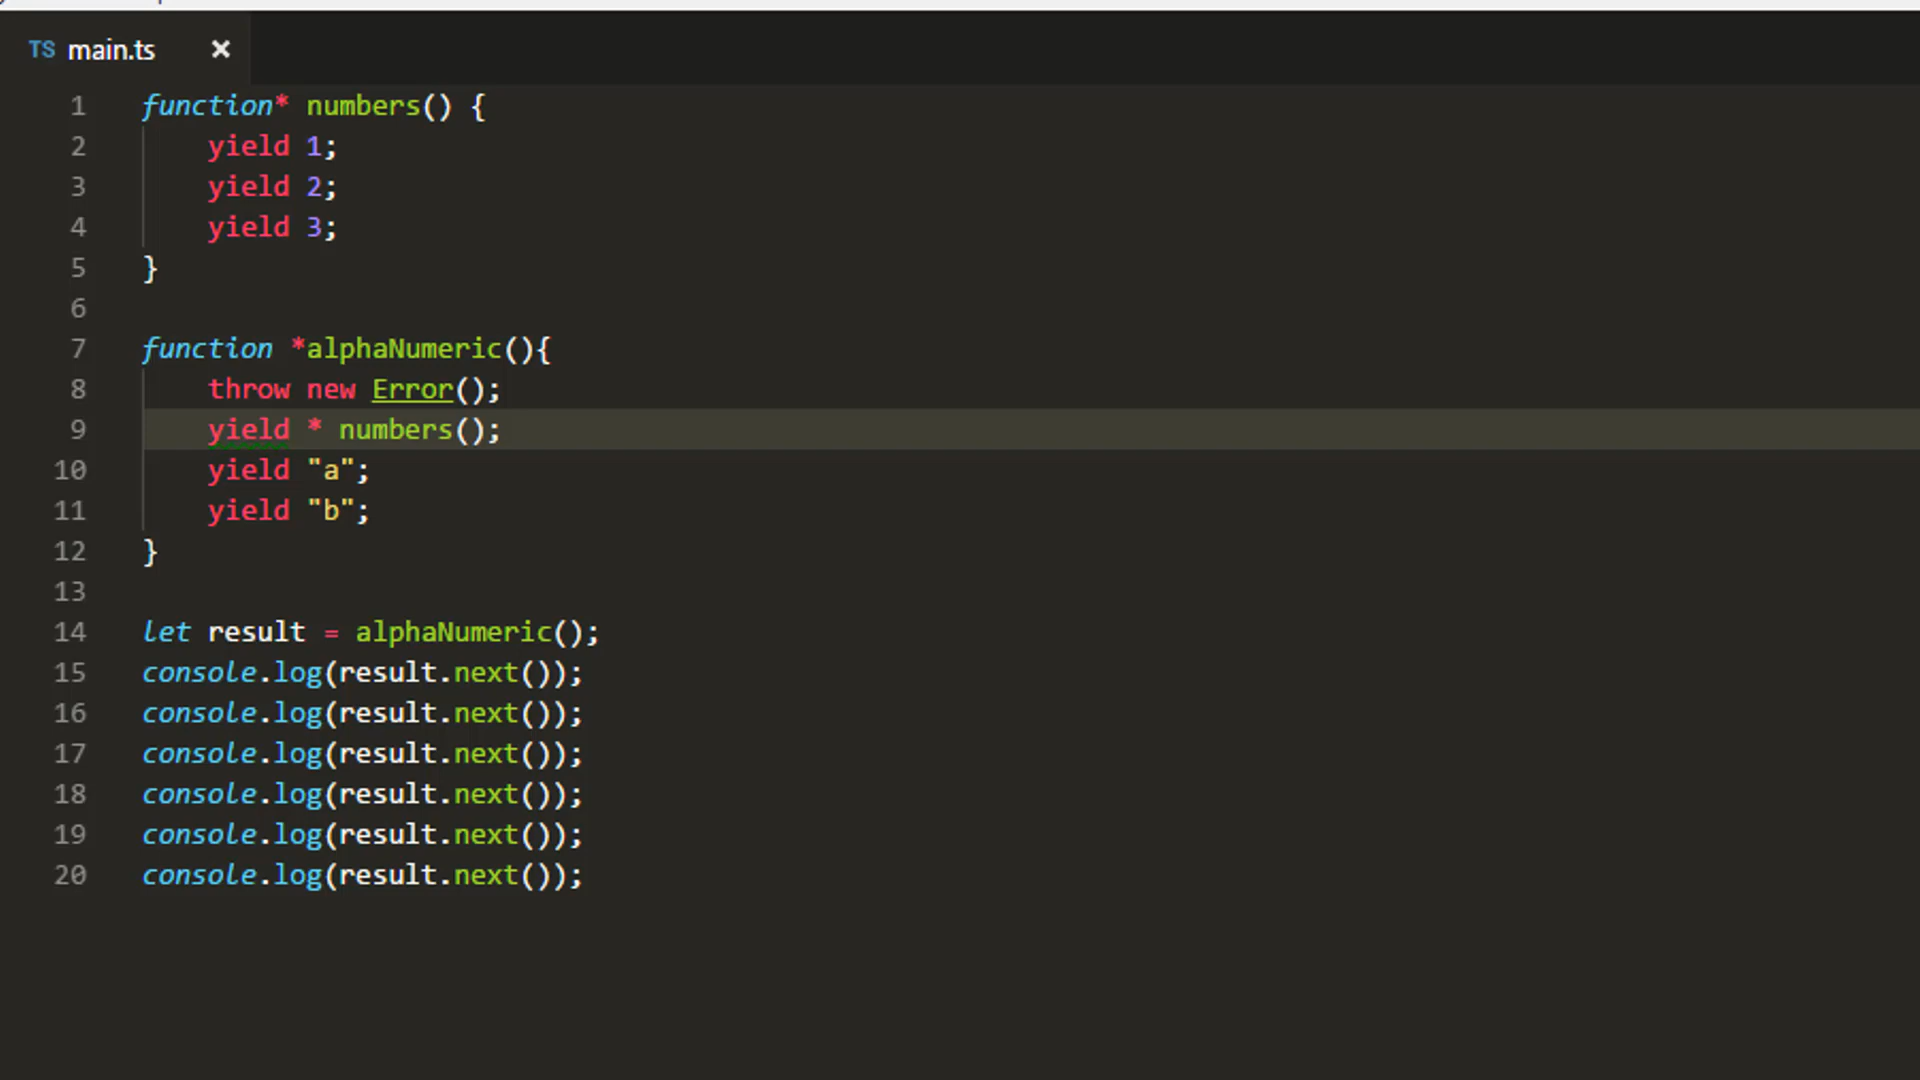 TS main.ts ×
1 function* numbers() {
2 yield 1;
3 yield 2;
4 yield 3;
5 }
6
7 function *alphaNumeric(){
8 throw new Error();
9 yield * numbers();
10 yield "a";
11 yield "b";
12 }
13
14 let result = alphaNumeric();
15 console.log(result.next());
16 console.log(result.next());
17 console.log(result.next());
18 console.log(result.next());
19 console.log(result.next());
20 console.log(result.next());